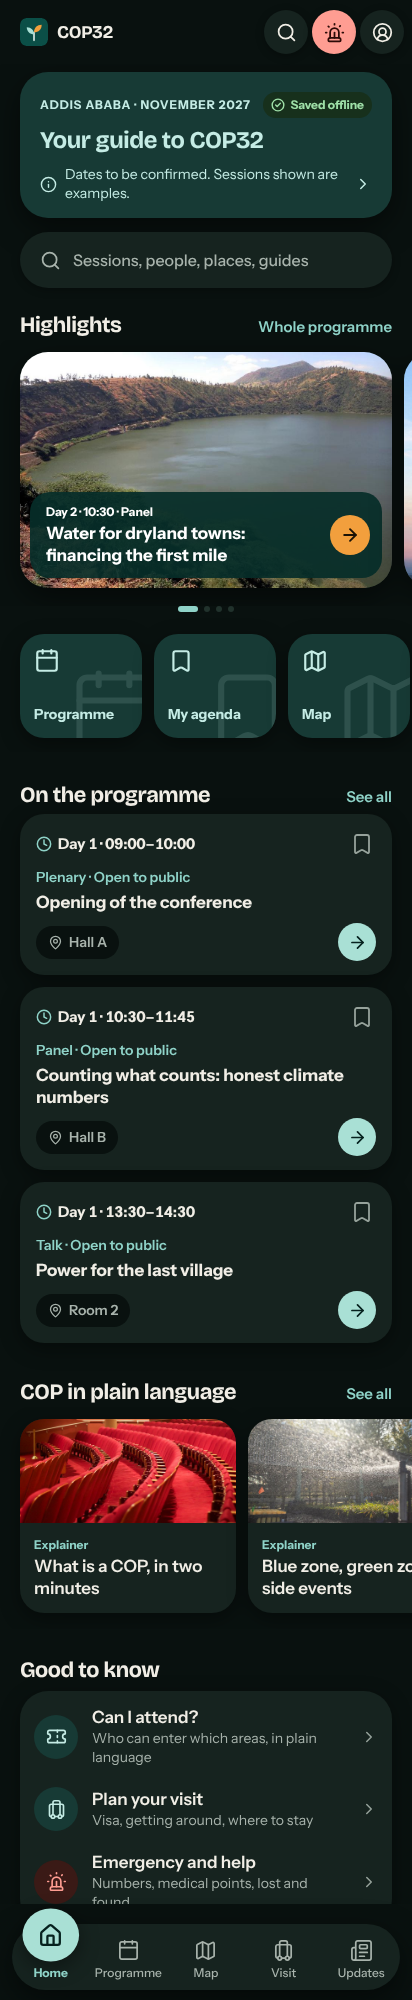 COP32
ADDIS ABABA · NOVEMBER 2027
Saved offline
Your guide to COP32
Dates to be confirmed. Sessions shown are
examples.
Sessions, people, places, guides
Highlights
Whole programme
Day 2 · 10:30 · Panel
Water for dryland towns:
financing the first mile
Programme
My agenda
Map
On the programme
See all
Day 1 · 09:00–10:00
Plenary · Open to public
Opening of the conference
Hall A
Day 1 · 10:30–11:45
Panel · Open to public
Counting what counts: honest climate
numbers
Hall B
Day 1 · 13:30–14:30
Talk · Open to public
Power for the last village
Room 2
COP in plain language
See all
Explainer
What is a COP, in two
minutes
Explainer
Blue zone, green zo
side events
Good to know
Can I attend?
Who can enter which areas, in plain
language
Plan your visit
Visa, getting around, where to stay
Emergency and help
Numbers, medical points, lost and
found
Home
Programme
Map
Visit
Updates